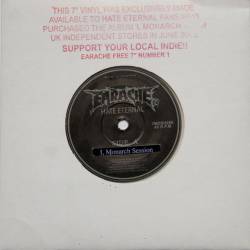 THIS 7" VINYL WAS EXCLUSIVELY MADE
AVAILABLE TO HATE ETERNAL FANS WHO
PURCHASED THE ALBUM 'I, MONARCH'
UK INDEPENDENT STORES IN JUNE
SUPPORT YOUR LOCAL INDIE!!
EARACHE FREE 7" NUMBER 1
EARACHE
HATE ETERNAL
I, Monarch Session